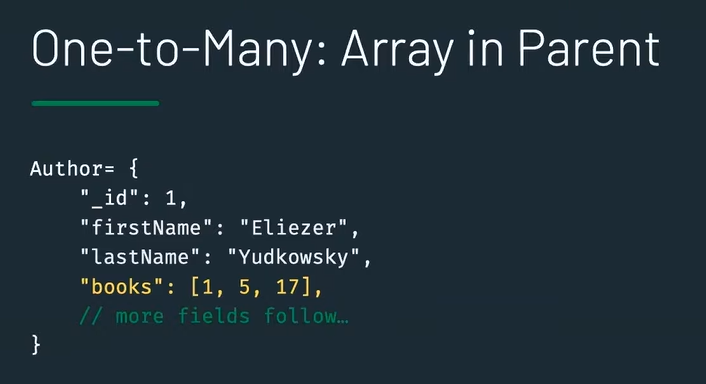 One-to-Many: Array in Parent
Author= {
"_id": 1,
"firstName": "Eliezer",
"lastName": "Yudkowsky",
"books": [1, 5, 17],
// more fields follow…
}